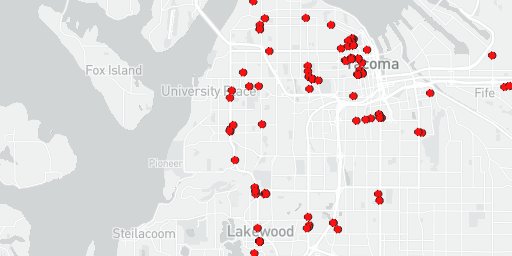 Tacoma
Fox Island
University Place
Fife
Pioneer
Steilacoom
Lakewood